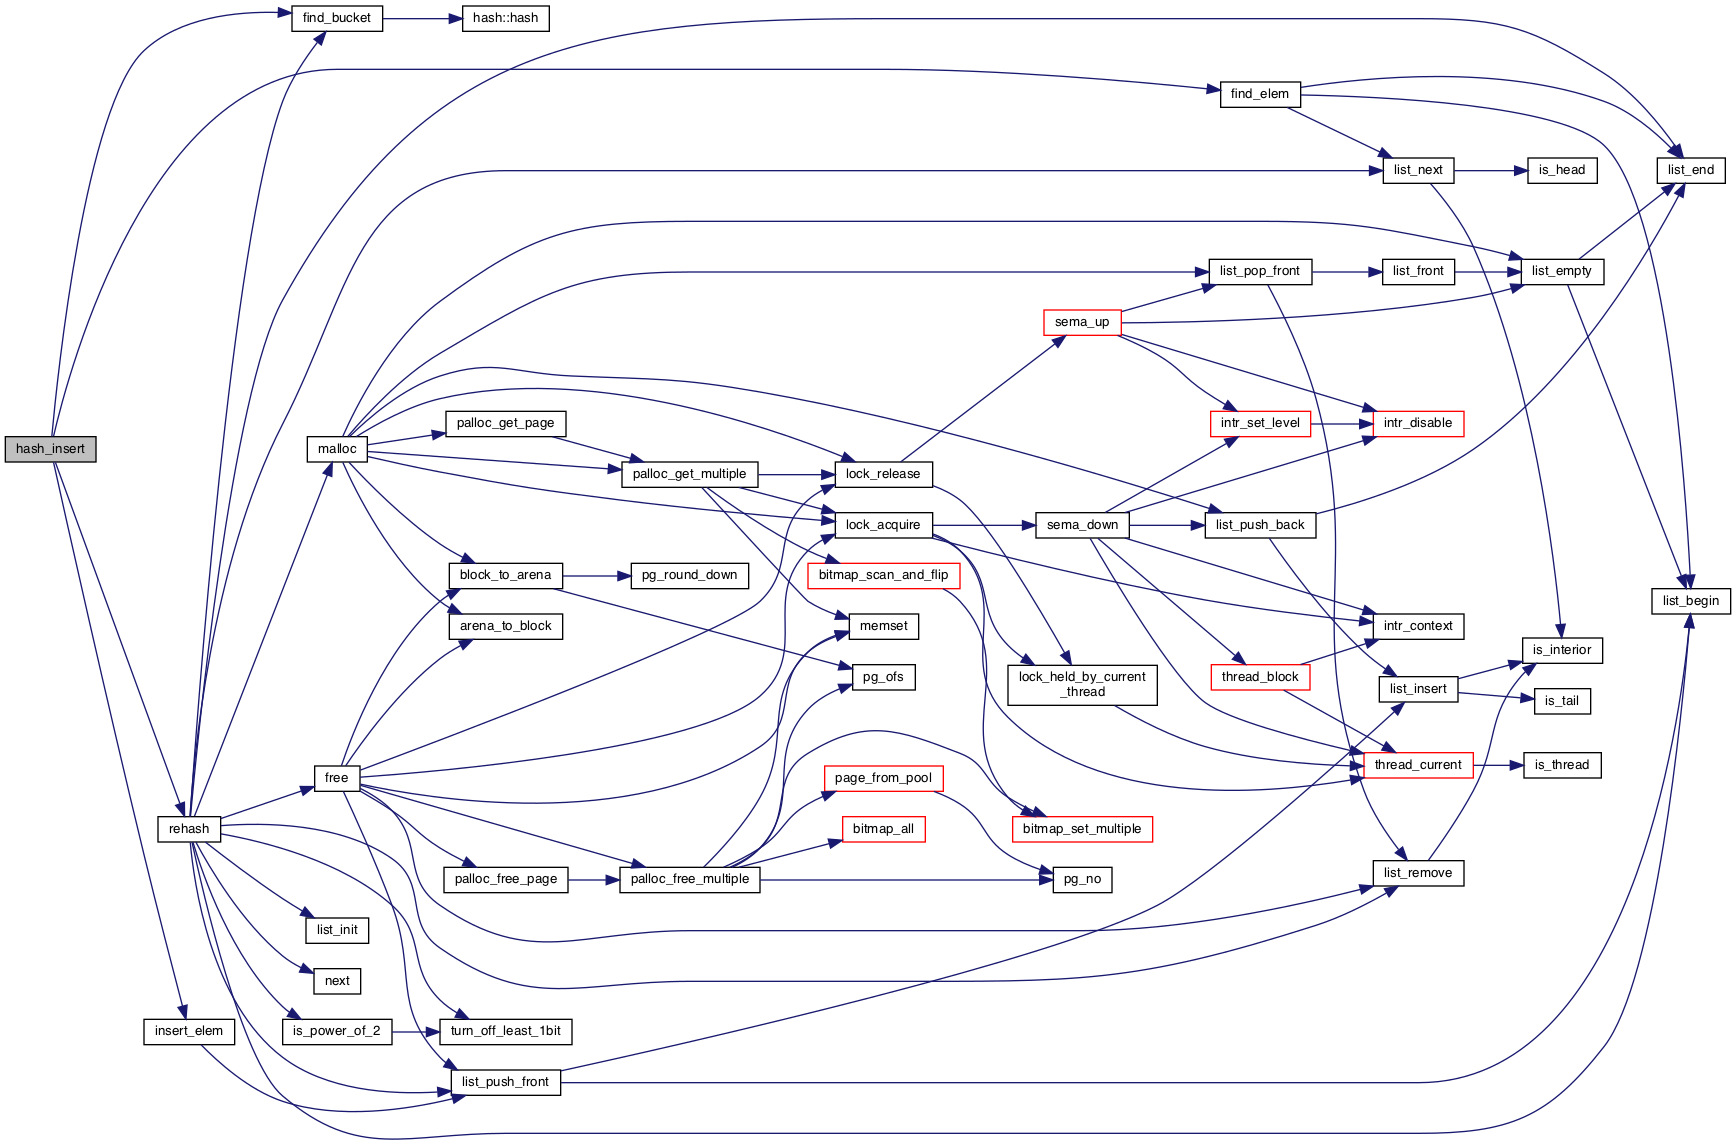 find_bucket
hash::hash
find_elem
list_next
is_head
list_end
list_pop_front
list_front
list_empty
sema_up
palloc_get_page
intr_set_level
intr_disable
hash_insert
malloc
palloc_get_multiple
lock_release
lock_acquire
sema_down
list_push_back
block_to_arena
pg_round_down
bitmap_scan_and_flip
list_begin
arena_to_block
memset
intr_context
is_interior
pg_ofs
lock_held_by_current
_thread
thread_block
list_insert
is_tail
free
page_from_pool
thread_current
is_thread
rehash
bitmap_all
bitmap_set_multiple
palloc_free_page
palloc_free_multiple
pg_no
list_remove
list_init
next
insert_elem
is_power_of_2
turn_off_least_1bit
list_push_front